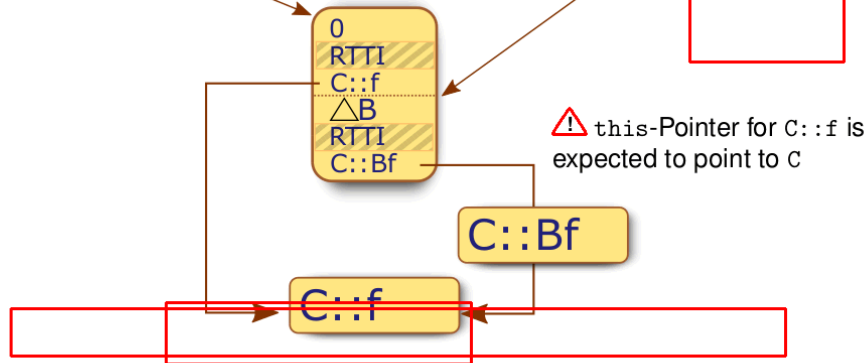 0
RTTI
C::f
△B
RTTI
C::Bf
! this-Pointer for C::f is
expected to point to C
C::Bf
C::f